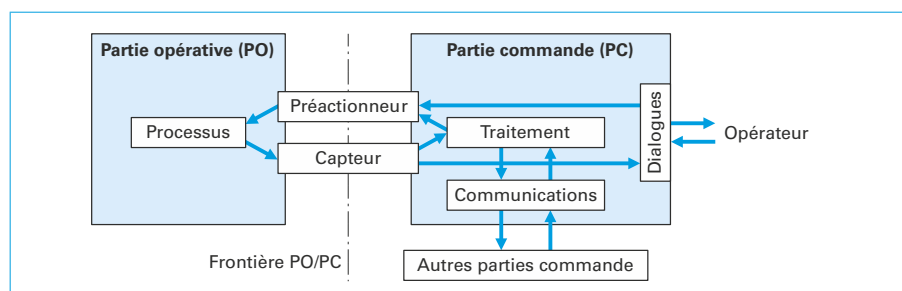 Partie opérative (PO)
Partie commande (PC)
Préactionneur
Processus
Traitement
Dialogues
Opérateur
Capteur
Communications
Frontière PO/PC
Autres parties commande